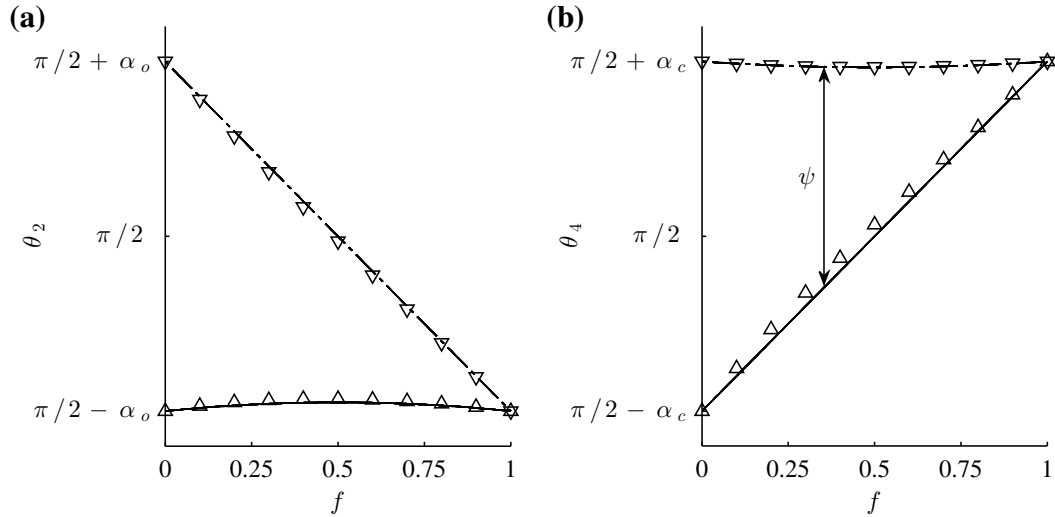 (a)
π/2 + α_o
π/2
π/2 − α_o
θ_2
0 0.25 0.5 0.75 1
f
(b)
π/2 + α_c
π/2
π/2 − α_c
θ_4
ψ
0 0.25 0.5 0.75 1
f